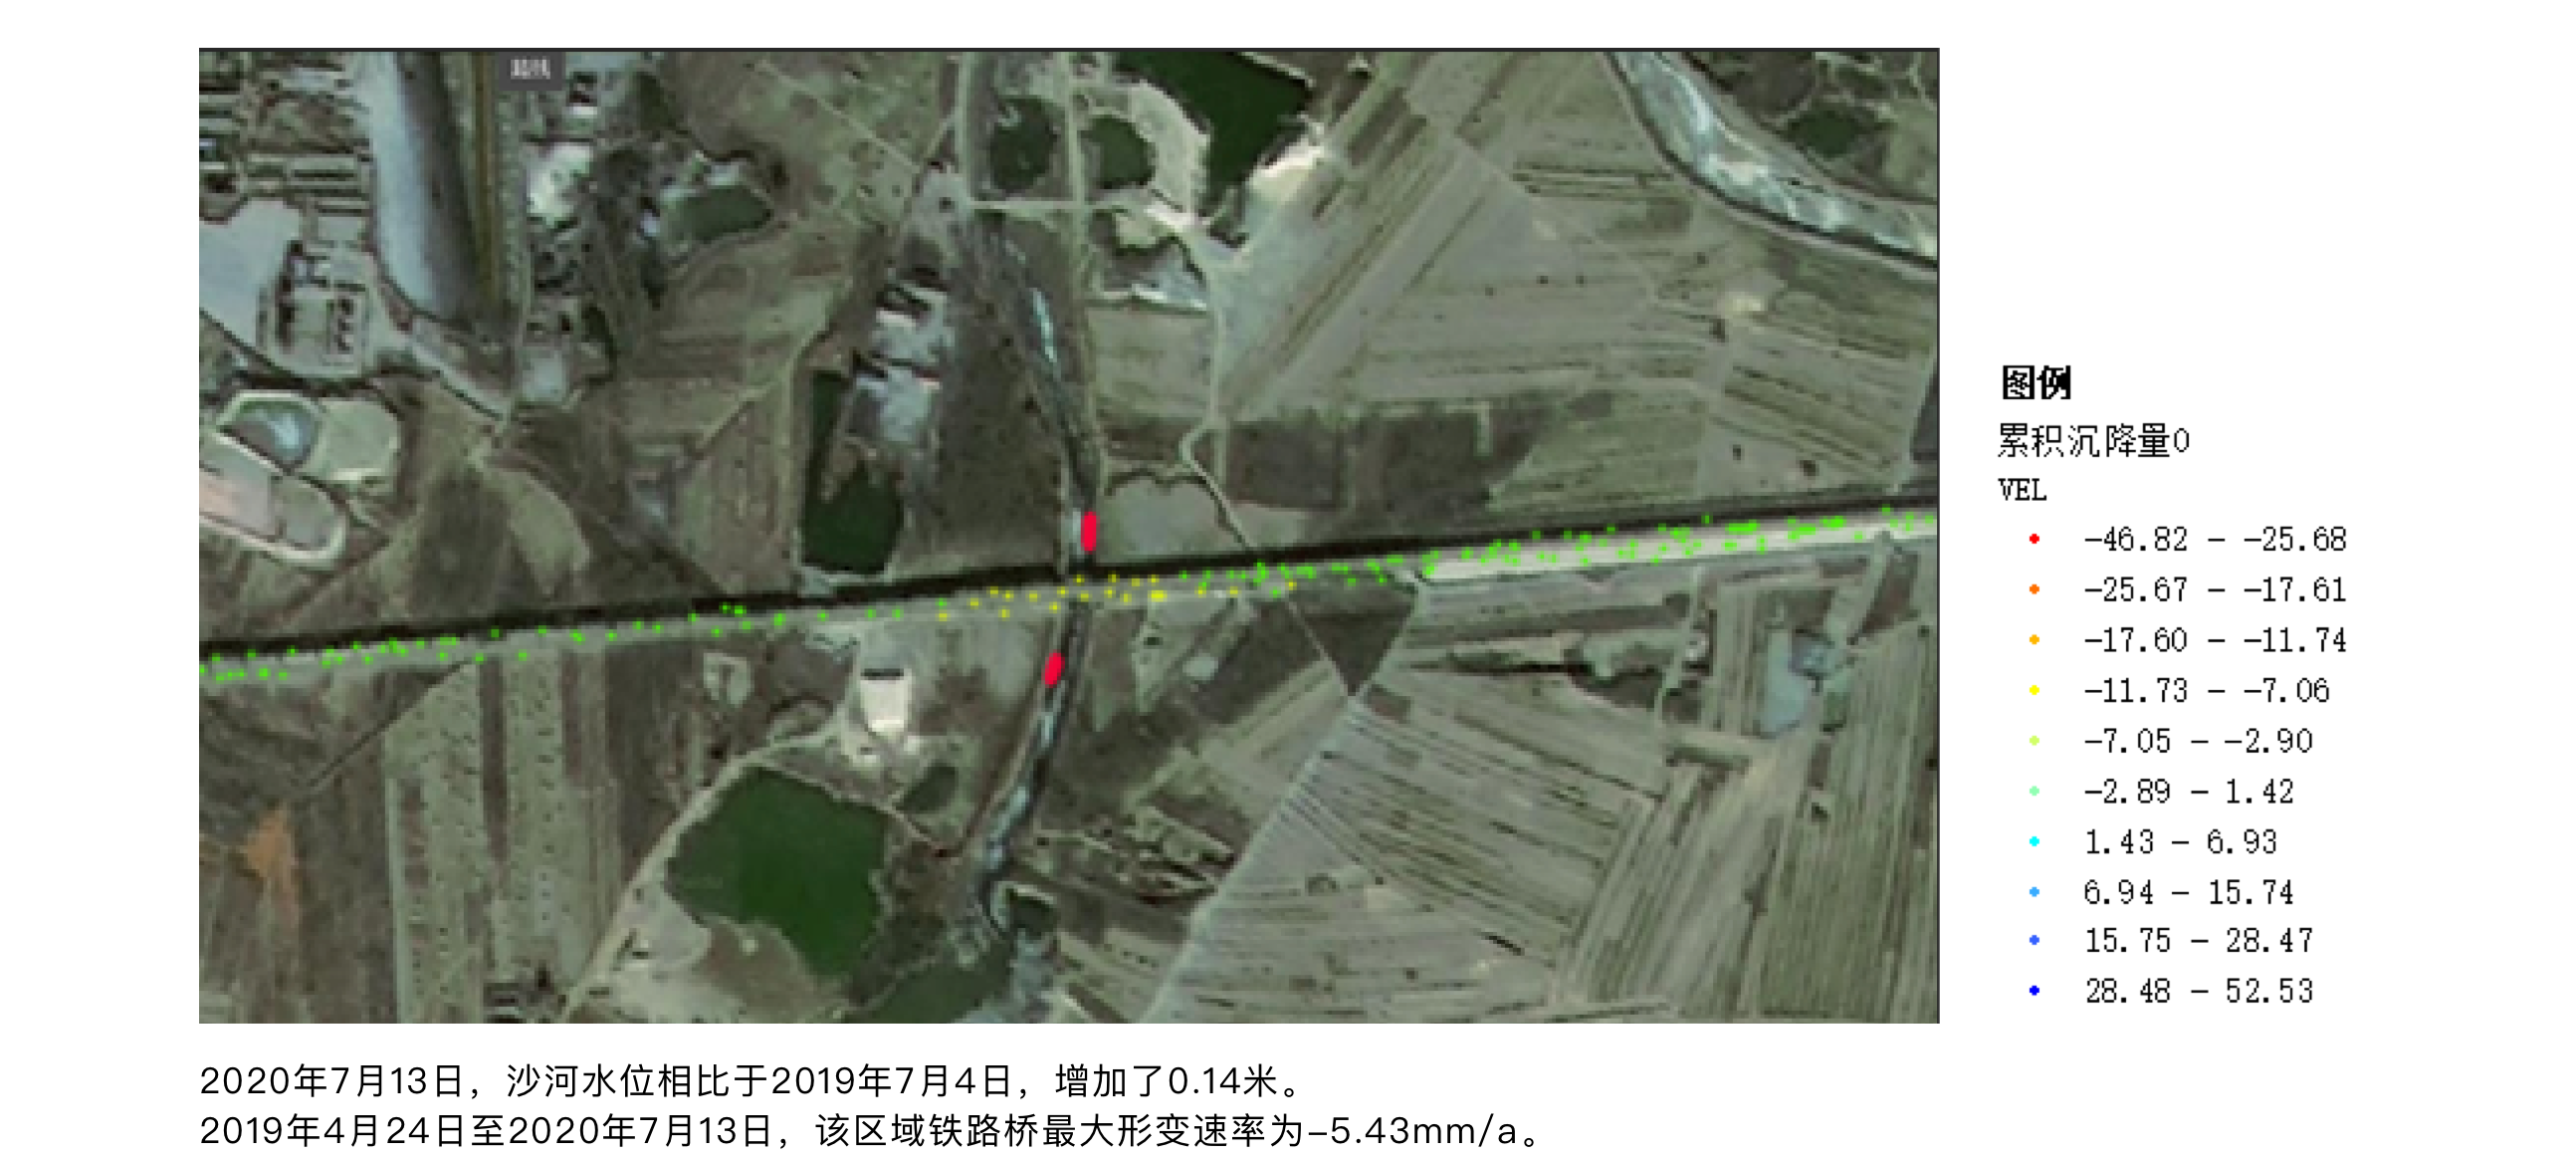 图例
累积沉降量0
VEL
-46.82 - -25.68
-25.67 - -17.61
-17.60 - -11.74
-11.73 - -7.06
-7.05 - -2.90
-2.89 - 1.42
1.43 - 6.93
6.94 - 15.74
15.75 - 28.47
28.48 - 52.53
2020年7月13日，沙河水位相比于2019年7月4日，增加了0.14米。
2019年4月24日至2020年7月13日，该区域铁路桥最大形变速率为-5.43mm/a。